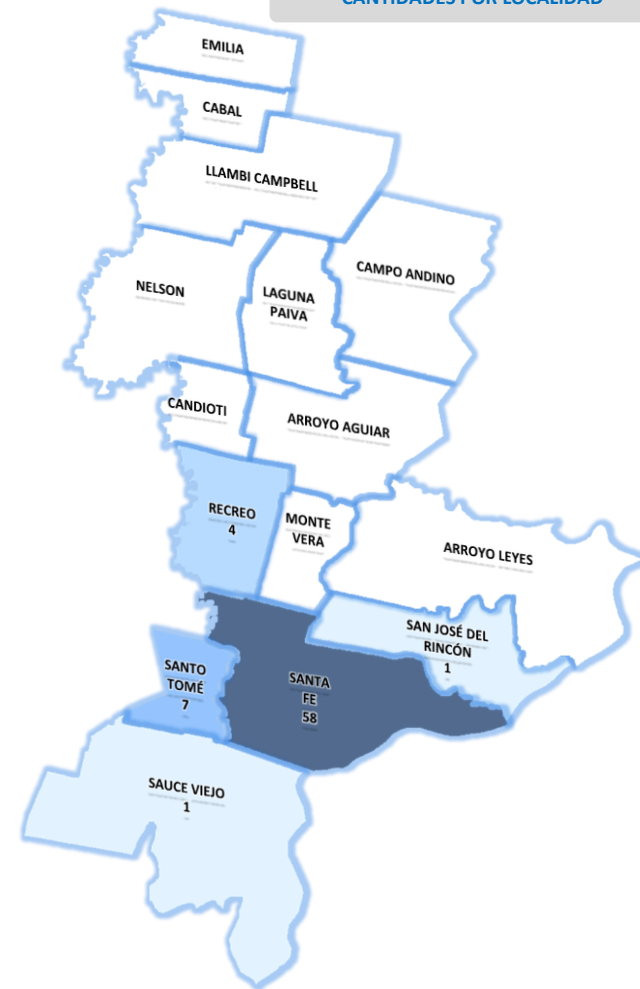 CANTIDADES POR LOCALIDAD
EMILIA
CABAL
LLAMBI CAMPBELL
CAMPO ANDINO
NELSON
LAGUNA
PAIVA
CANDIOTI
ARROYO AGUIAR
RECREO
4
MONTE
VERA
ARROYO LEYES
SAN JOSÉ DEL
RINCÓN
1
SANTO
TOMÉ
7
SANTA
FE
58
SAUCE VIEJO
1